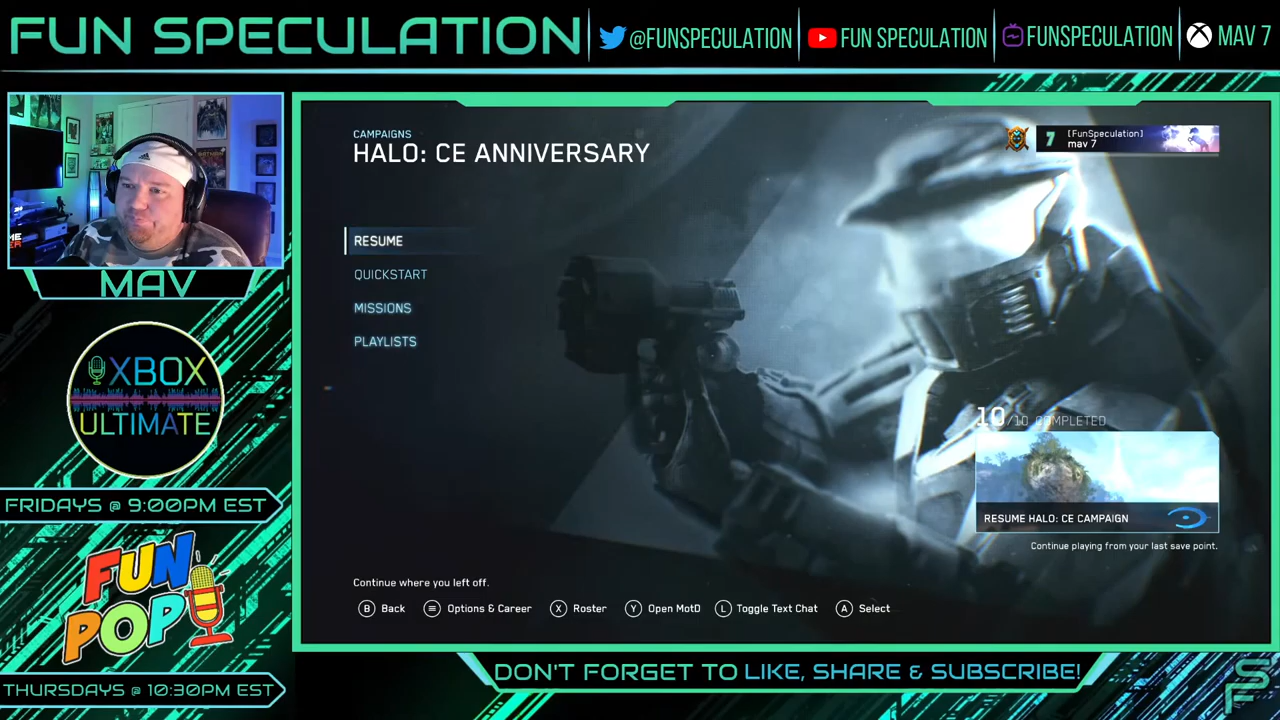 FUN SPECULATION
@FUNSPECULATION
FUN SPECULATION
FUNSPECULATION
MAV 7
MAV
XBOX
ULTIMATE
FRIDAYS @ 9:00PM EST
FUN
POP
THURSDAYS @ 10:30PM EST
CAMPAIGNS
HALO: CE ANNIVERSARY
7
[FunSpeculation]
mav 7
RESUME
QUICKSTART
MISSIONS
PLAYLISTS
10/10 COMPLETED
RESUME HALO: CE CAMPAIGN
Continue playing from your last save point.
Continue where you left off.
B Back
Options & Career
X Roster
Y Open MotD
L Toggle Text Chat
A Select
DON'T FORGET TO LIKE, SHARE & SUBSCRIBE!
SF